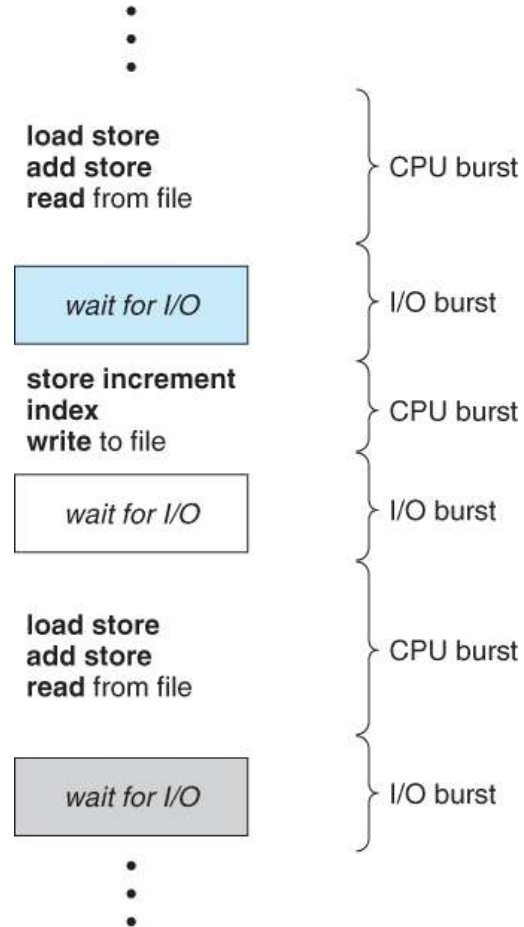 load store
add store
read from file
CPU burst
wait for I/O
I/O burst
store increment
index
write to file
CPU burst
wait for I/O
I/O burst
load store
add store
read from file
CPU burst
wait for I/O
I/O burst